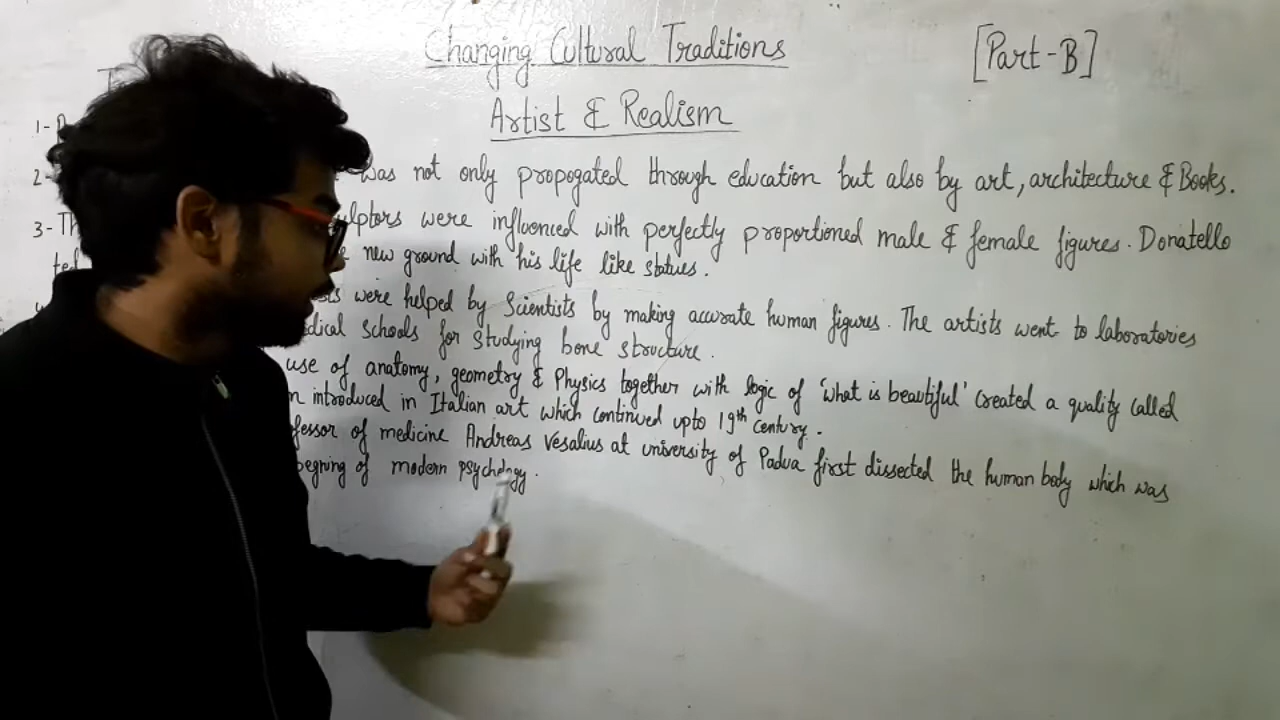 Changing Cultural Traditions
[Part-B]
Artist & Realism
1-
2- was not only propogated through education but also by art, architecture & Books.
3- Th were influenced with perfectly proportioned male & female figures. Donatello
new ground with his life like statues.
were helped by Scientists by making accurate human figures. The artists went to laboratories
Schools for studying bone structure.
use of anatomy, geometry & Physics together with logic of 'what is beautiful' created a quality called
introduced in Italian art which continued upto 19th century.
of medicine Andreas Vesalius at university of Padua first dissected the human body which was
begning of modern psychology.